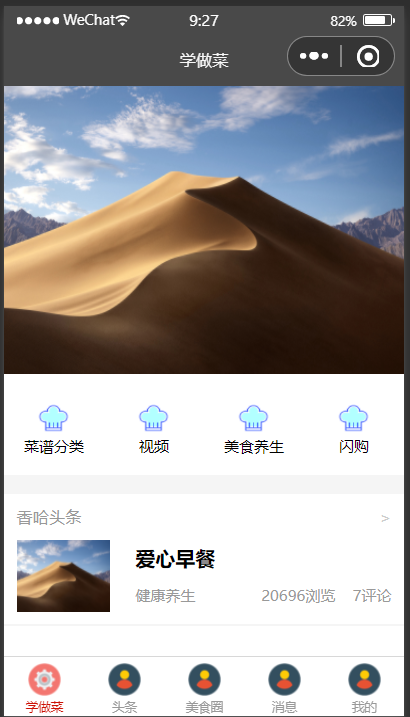 WeChat 9:27 82%
学做菜
菜谱分类 视频 美食养生 闪购
香哈头条 >
爱心早餐
健康养生 20696浏览 7评论
学做菜 头条 美食圈 消息 我的